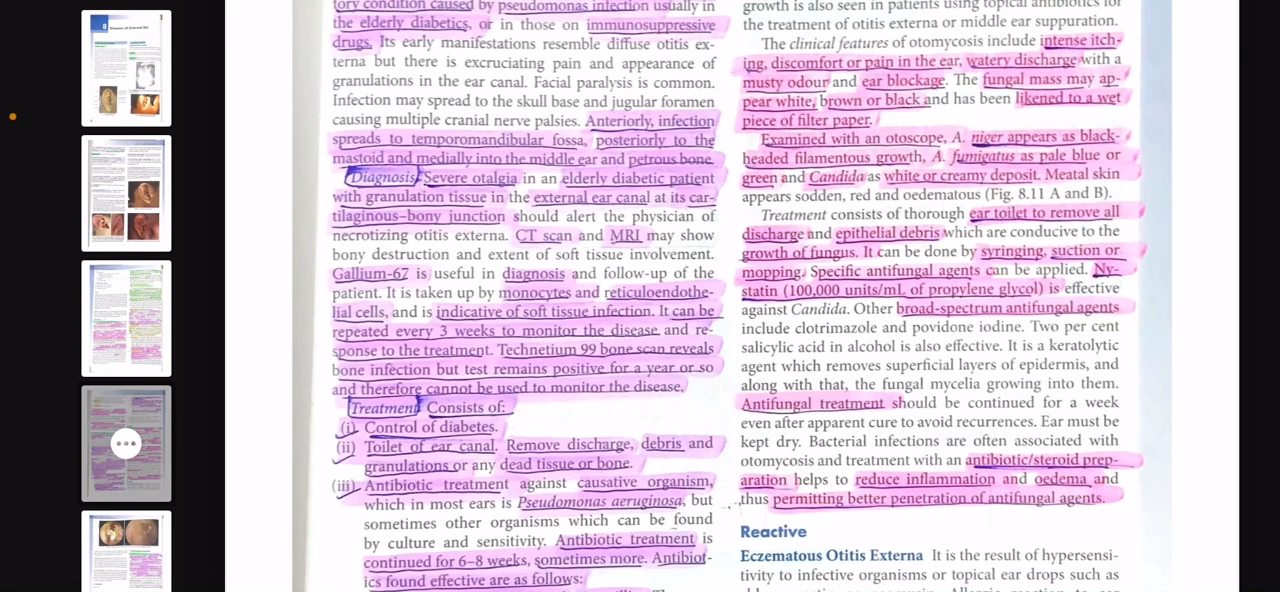 tory condition caused by pseudomonas infection usually in
the elderly diabetics, or in those on immunosuppressive
drugs. Its early manifestations resemble diffuse otitis ex-
terna but there is excruciating pain and appearance of
granulations in the ear canal. Facial paralysis is common.
Infection may spread to the skull base and jugular foramen
causing multiple cranial nerve palsies. Anteriorly, infection
spreads to temporomandibular fossa, posteriorly to the
mastoid and medially into the middle ear and petrous bone.
Diagnosis. Severe otalgia in an elderly diabetic patient
with granulation tissue in the external ear canal at its car-
tilaginous–bony junction should alert the physician of
necrotizing otitis externa. CT scan and MRI may show
bony destruction and extent of soft tissue involvement.
Gallium-67 is useful in diagnosis and follow-up of the
patient. It is taken up by monocytes and reticuloendothe-
lial cells, and is indicative of soft tissue infection. It can be
repeated every 3 weeks to monitor the disease and re-
sponse to the treatment. Technetium 99 bone scan reveals
bone infection but test remains positive for a year or so
and therefore cannot be used to monitor the disease.
Treatment Consists of:
(i) Control of diabetes.
(ii) Toilet of ear canal. Remove discharge, debris and
granulations or any dead tissue or bone.
(iii) Antibiotic treatment against causative organism,
which in most ears is Pseudomonas aeruginosa, but
sometimes other organisms which can be found
by culture and sensitivity. Antibiotic treatment is
continued for 6–8 weeks, sometimes more. Antibiot-
ics found effective are as follows:
growth is also seen in patients using topical antibiotics for
the treatment of otitis externa or middle ear suppuration.
The clinical features of otomycosis include intense itch-
ing, discomfort or pain in the ear, watery discharge with a
musty odour and ear blockage. The fungal mass may ap-
pear white, brown or black and has been likened to a wet
piece of filter paper.
Examined with an otoscope, A. niger appears as black-
headed filamentous growth, A. fumigatus as pale blue or
green and Candida as white or creamy deposit. Meatal skin
appears sodden, red and oedematous (Fig. 8.11 A and B).
Treatment consists of thorough ear toilet to remove all
discharge and epithelial debris which are conducive to the
growth of fungus. It can be done by syringing, suction or
mopping. Specific antifungal agents can be applied. Ny-
statin (100,000 units/mL of propylene glycol) is effective
against Candida. Other broad-spectrum antifungal agents
include clotrimazole and povidone iodine. Two per cent
salicylic acid in alcohol is also effective. It is a keratolytic
agent which removes superficial layers of epidermis, and
along with that, the fungal mycelia growing into them.
Antifungal treatment should be continued for a week
even after apparent cure to avoid recurrences. Ear must be
kept dry. Bacterial infections are often associated with
otomycosis and treatment with an antibiotic/steroid prep-
aration helps to reduce inflammation and oedema and
thus permitting better penetration of antifungal agents.
Reactive
Eczematous Otitis Externa It is the result of hypersensi-
tivity to infective organisms or topical ear drops such as